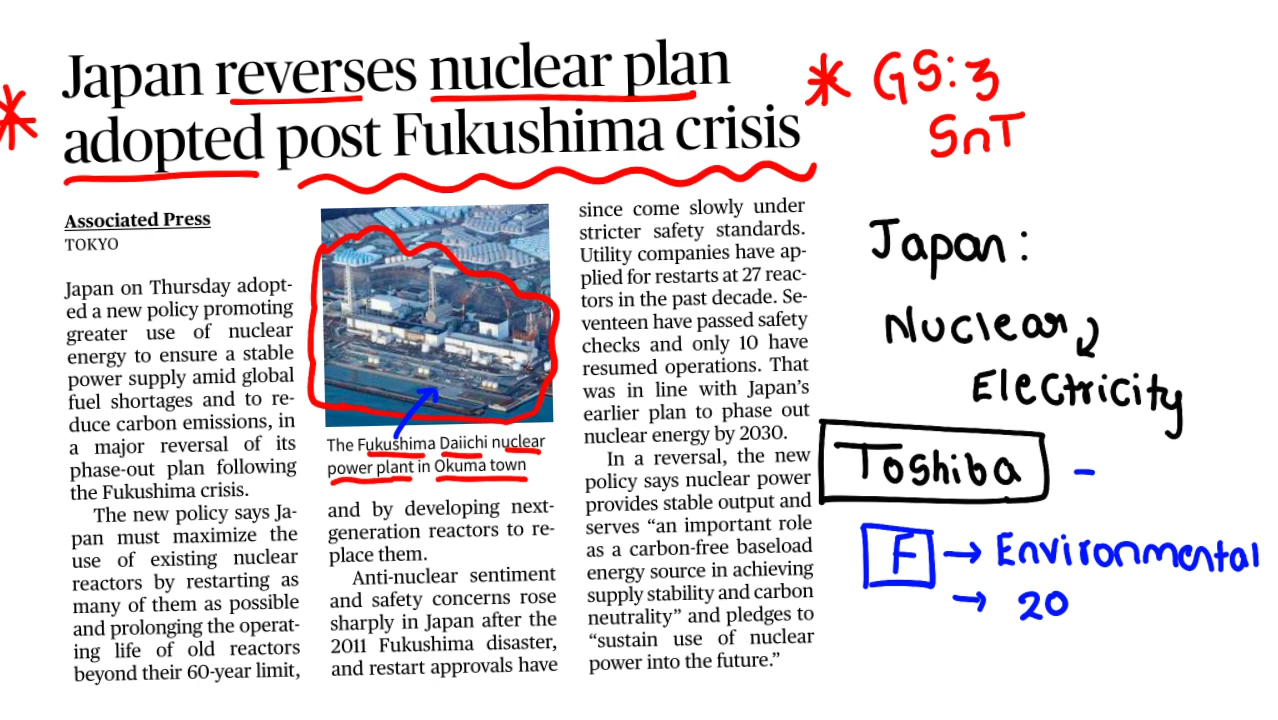 Japan reverses nuclear plan
adopted post Fukushima crisis
Associated Press
TOKYO
Japan on Thursday adopt-
ed a new policy promoting
greater use of nuclear
energy to ensure a stable
power supply amid global
fuel shortages and to re-
duce carbon emissions, in
a major reversal of its
phase-out plan following
the Fukushima crisis.
The new policy says Ja-
pan must maximize the
use of existing nuclear
reactors by restarting as
many of them as possible
and prolonging the operat-
ing life of old reactors
beyond their 60-year limit,
The Fukushima Daiichi nuclear
power plant in Okuma town
and by developing next-
generation reactors to re-
place them.
Anti-nuclear sentiment
and safety concerns rose
sharply in Japan after the
2011 Fukushima disaster,
and restart approvals have
since come slowly under
stricter safety standards.
Utility companies have ap-
plied for restarts at 27 reac-
tors in the past decade. Se-
venteen have passed safety
checks and only 10 have
resumed operations. That
was in line with Japan's
earlier plan to phase out
nuclear energy by 2030.
In a reversal, the new
policy says nuclear power
provides stable output and
serves “an important role
as a carbon-free baseload
energy source in achieving
supply stability and carbon
neutrality” and pledges to
“sustain use of nuclear
power into the future.”
GS:3
SnT
Japan:
Nuclear
Electricity
Toshiba -
F → Environmental
→ 20